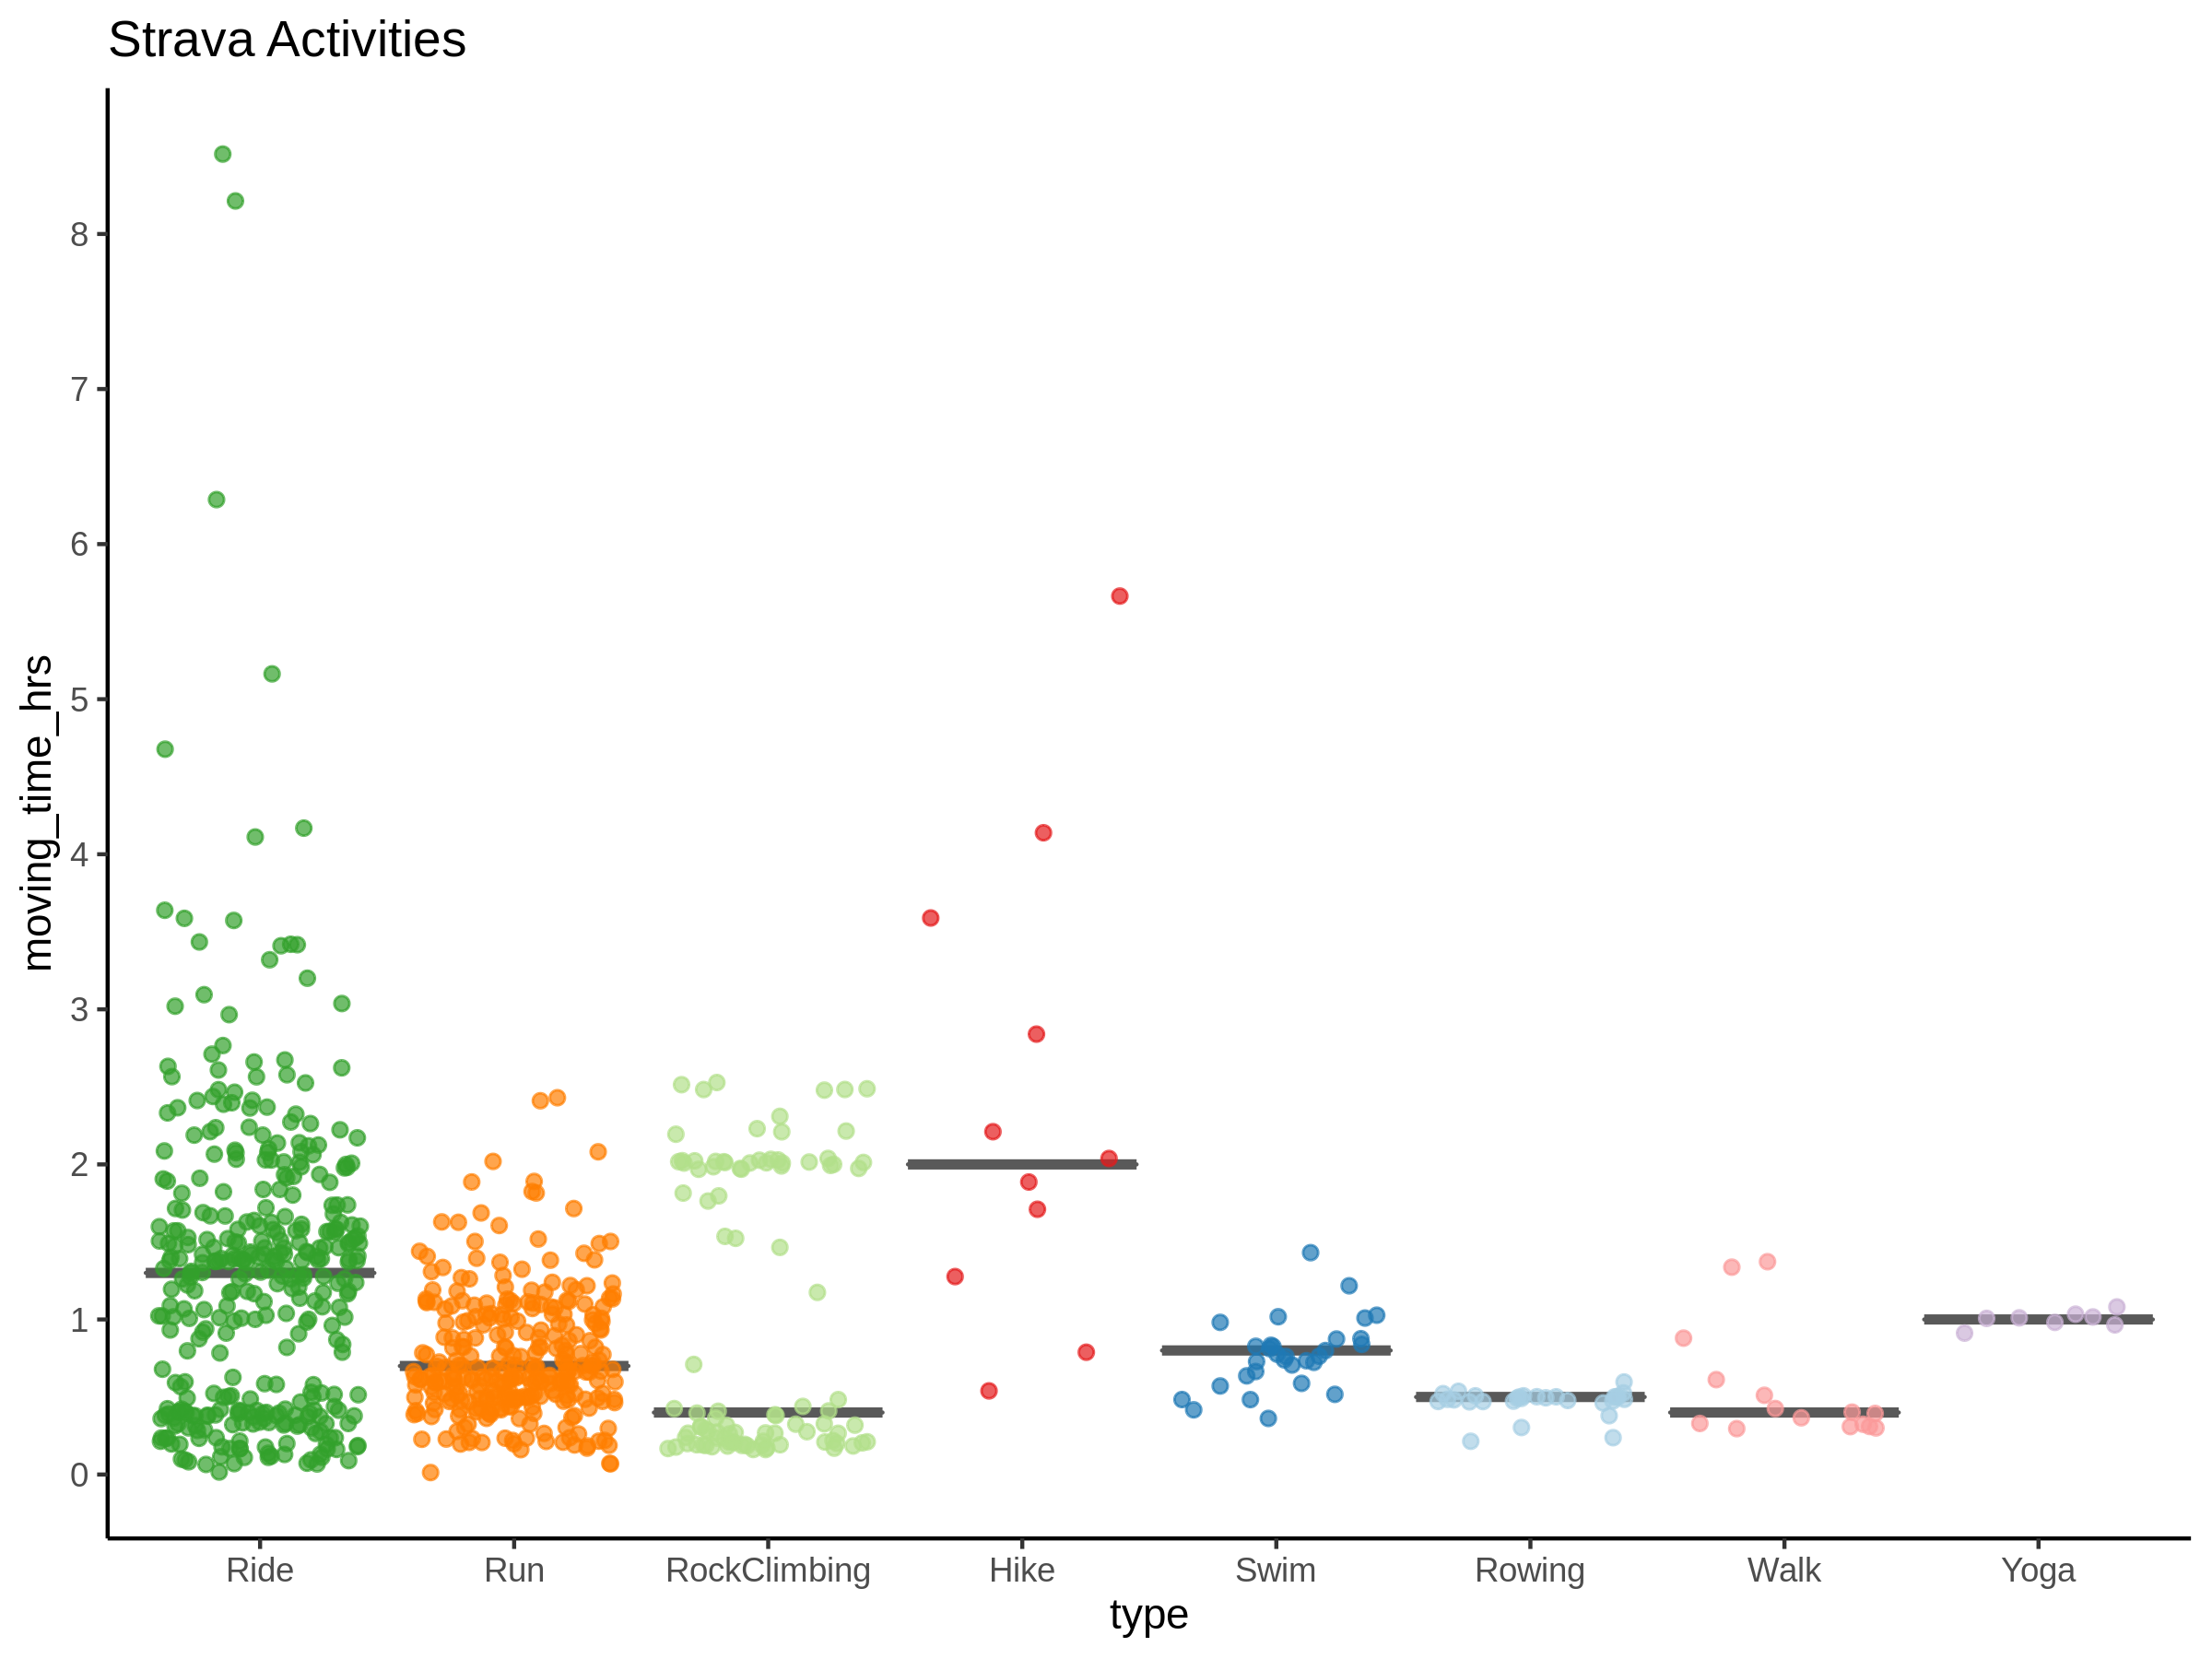 Strava Activities
moving_time_hrs
8
7
6
5
4
3
2
1
0
Ride Run RockClimbing Hike Swim Rowing Walk Yoga
type